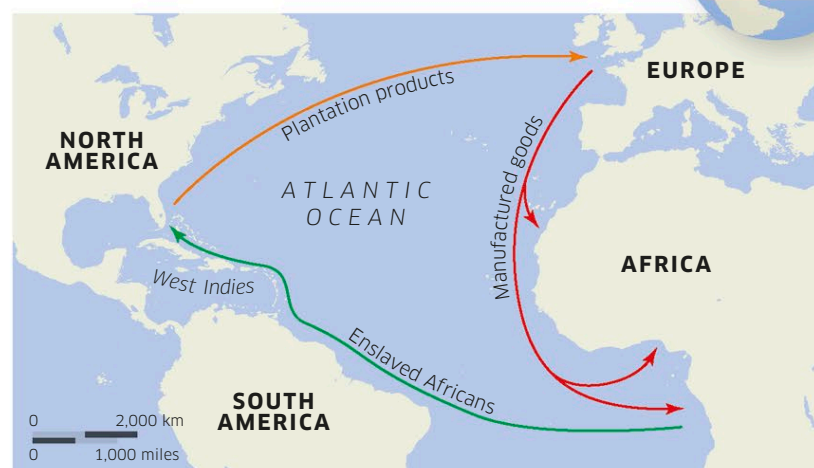 EUROPE
Plantation products
NORTH
AMERICA
ATLANTIC
OCEAN
Manufactured goods
AFRICA
West Indies
Enslaved Africans
SOUTH
AMERICA
0 2,000 km
0 1,000 miles